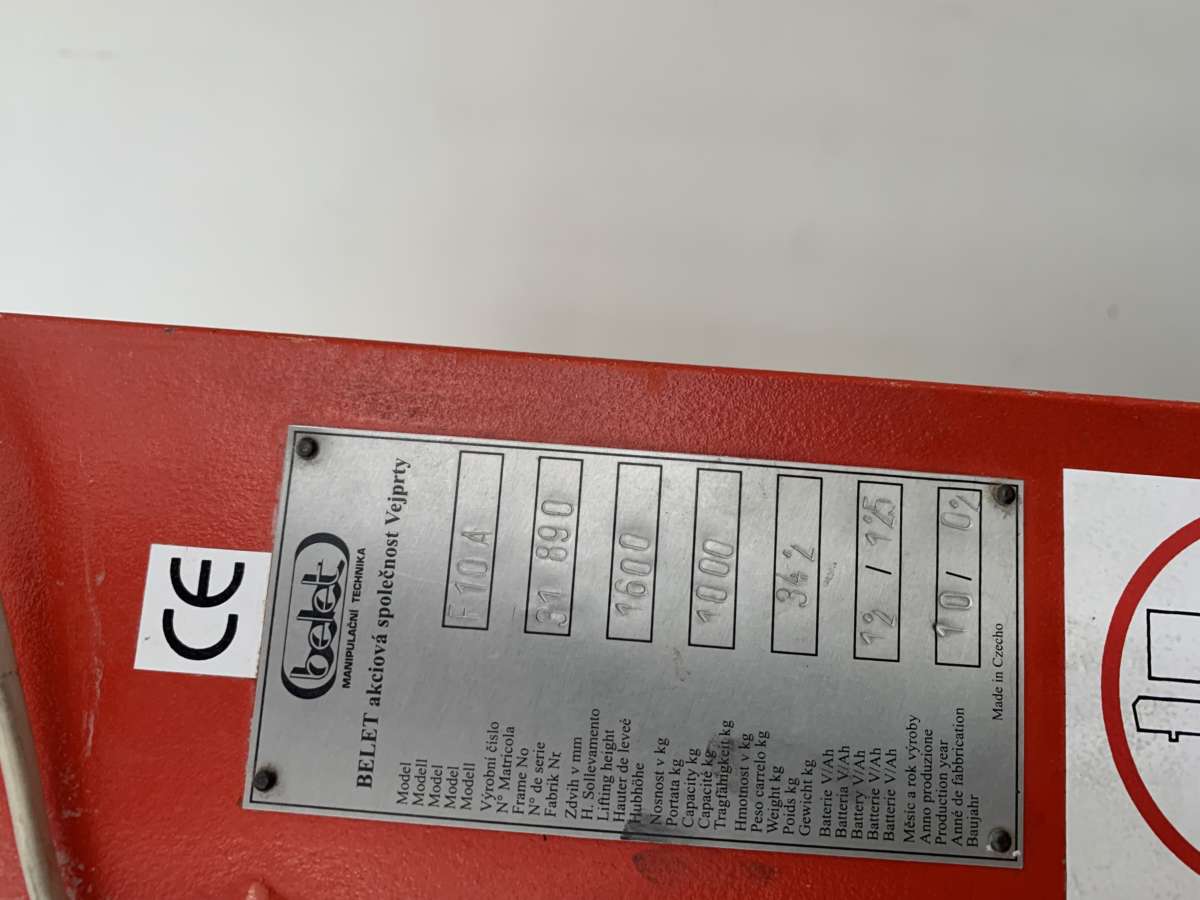 CE
belet
MANIPULAČNÍ TECHNIKA
BELET akciová společnost Vejprty
Model
Modell
Model
Model
Modell
F10A
Výrobní číslo
N° Matricola
Frame No
N° de serie
Fabrik Nr.
31 890
Zdvih v mm
H. Sollevamento
Lifting height
Hauter de leveé
Hubhöhe
1600
Nosnost v kg
Portata kg
Capacity kg
Capacité kg
Tragfähigkeit kg
1000
Hmotnost v kg
Peso carrelo kg
Weight kg
Poids kg
Gewicht kg
342
Baterie V/Ah
Batteria V/Ah
Battery V/Ah
Batterie V/Ah
Batterie V/Ah
12 / 125
Měsíc a rok výroby
Anno produzione
Production year
Anné de fabbrication
Baujahr
10/ 02
Made in Czecho